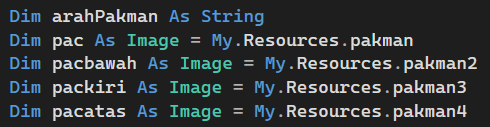 Dim arahPakman As String
Dim pac As Image = My.Resources.pakman
Dim pacbawah As Image = My.Resources.pakman2
Dim packiri As Image = My.Resources.pakman3
Dim pacatas As Image = My.Resources.pakman4